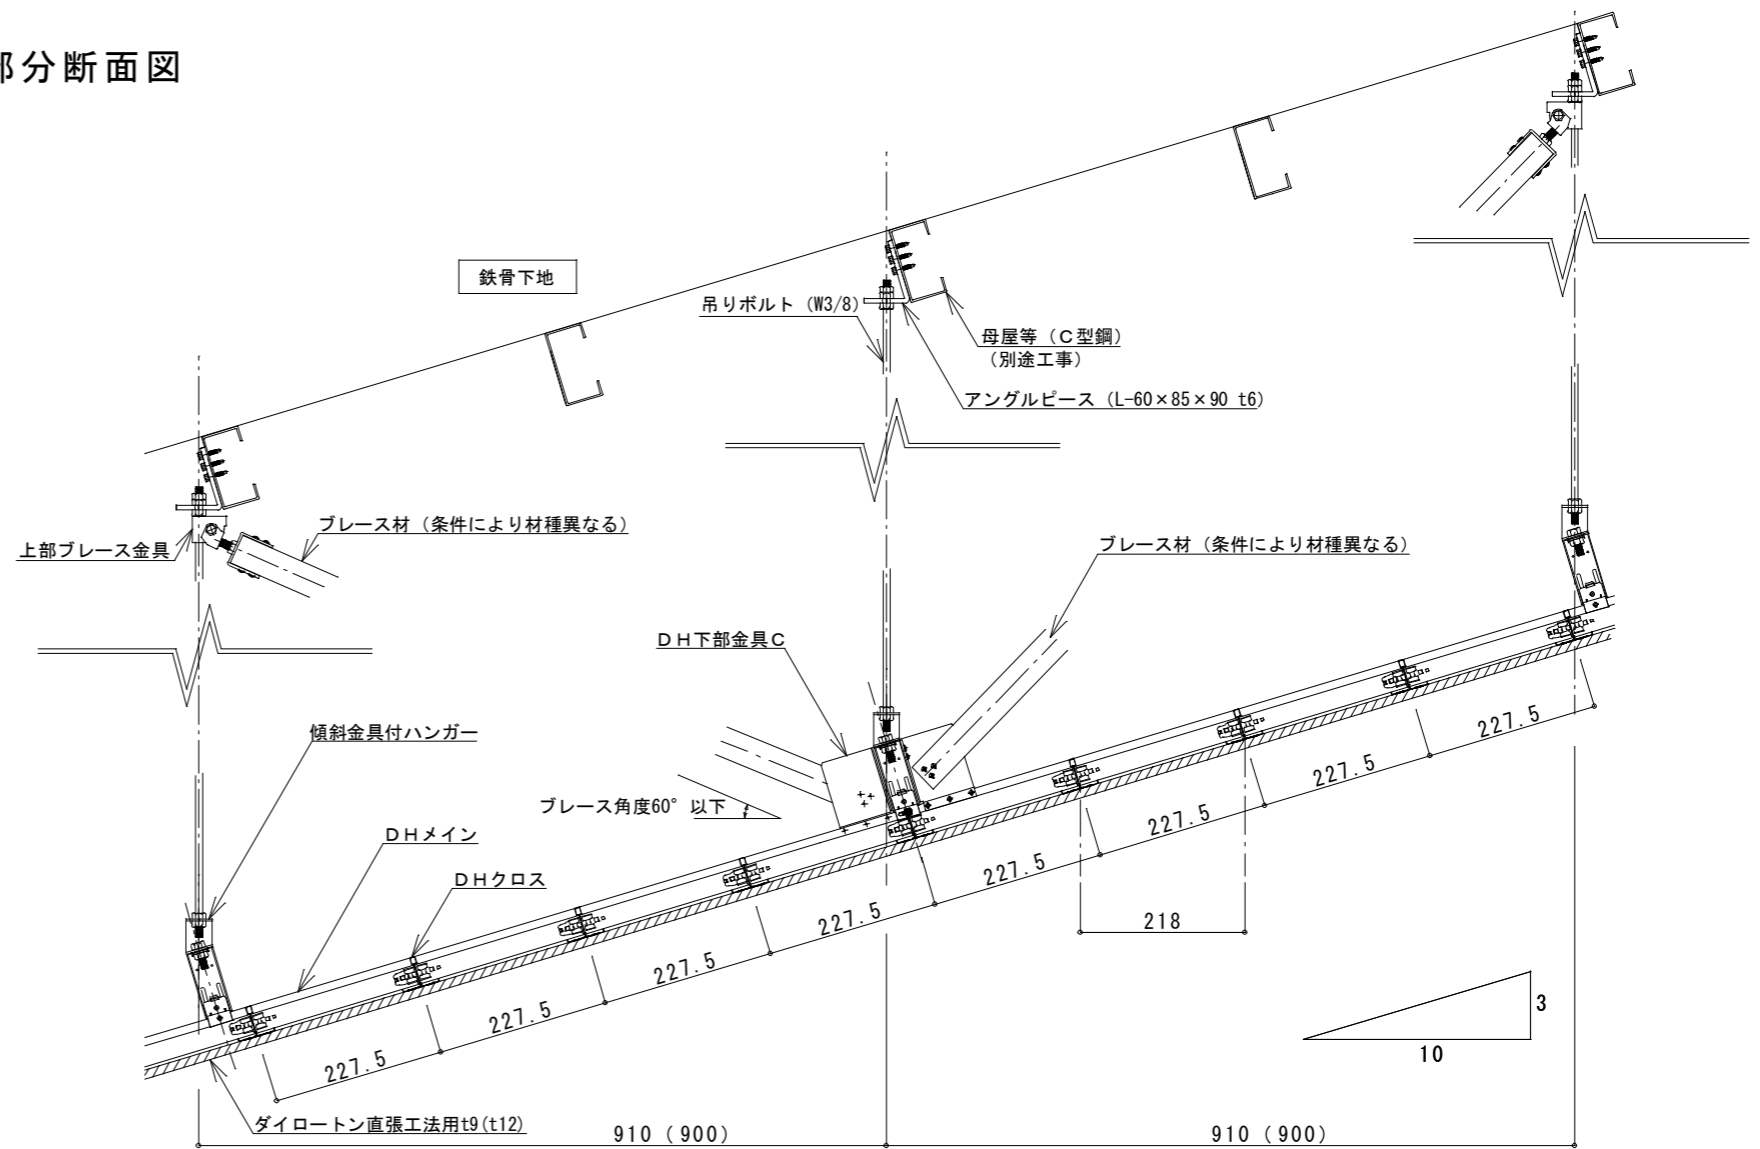 部分断面図
鉄骨下地
吊りボルト (W3/8)
母屋等(C型鋼)
(別途工事)
アングルピース (L-60×85×90 t6)
上部ブレース金具
ブレース材(条件により材種異なる)
ブレース材(条件により材種異なる)
DH下部金具C
傾斜金具付ハンガー
ブレース角度60°以下
DHメイン
DHクロス
227.5
227.5
227.5
227.5
227.5
227.5
227.5
227.5
218
3
10
ダイロートン直張工法用t9(t12)
910(900)
910(900)